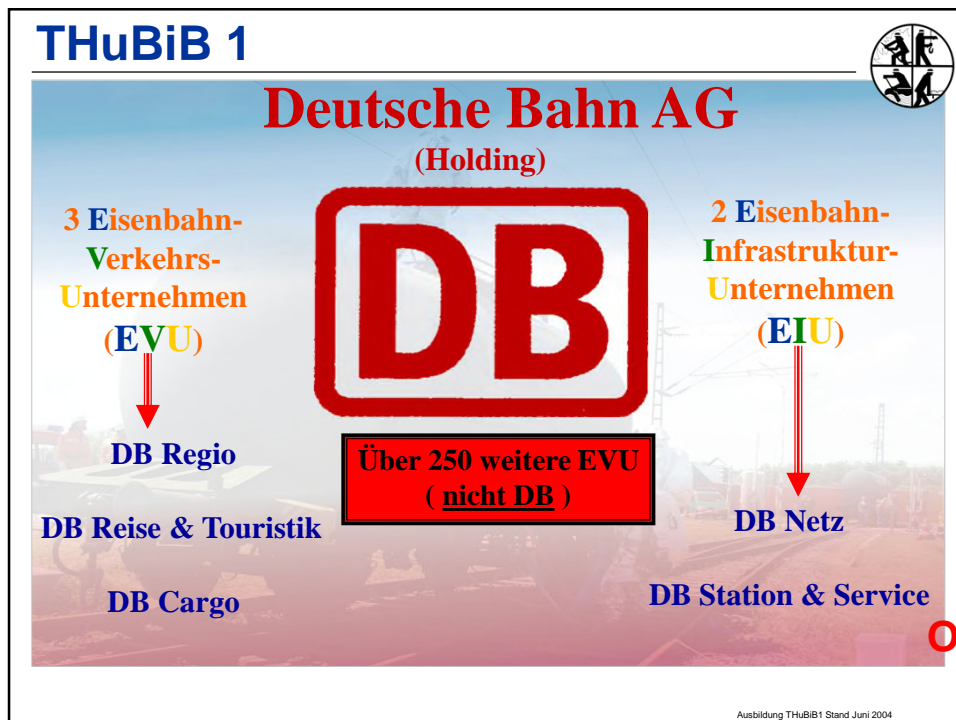 THuBiB 1
Deutsche Bahn AG
(Holding)
3 Eisenbahn-
Verkehrs-
Unternehmen
(EVU)
DB Regio
DB Reise & Touristik
DB Cargo
DB
Über 250 weitere EVU
( nicht DB )
2 Eisenbahn-
Infrastruktur-
Unternehmen
(EIU)
DB Netz
DB Station & Service
O
Ausbildung THuBiB1 Stand Juni 2004